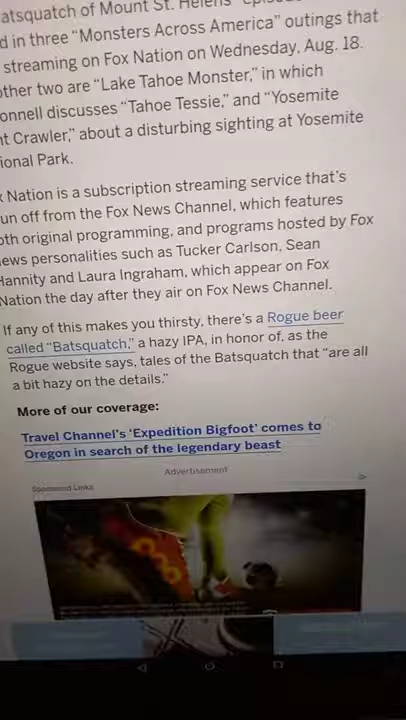 atsquatch of Mount St. Helens"
d in three “Monsters Across America” outings that
streaming on Fox Nation on Wednesday, Aug. 18.
other two are “Lake Tahoe Monster,” in which
onnell discusses “Tahoe Tessie,” and “Yosemite
ht Crawler,” about a disturbing sighting at Yosemite
ional Park.
x Nation is a subscription streaming service that’s
un off from the Fox News Channel, which features
oth original programming, and programs hosted by Fox
ews personalities such as Tucker Carlson, Sean
Hannity and Laura Ingraham, which appear on Fox
Nation the day after they air on Fox News Channel.
If any of this makes you thirsty, there’s a Rogue beer
called “Batsquatch,” a hazy IPA, in honor of, as the
Rogue website says, tales of the Batsquatch that “are all
a bit hazy on the details.”
More of our coverage:
Travel Channel’s ‘Expedition Bigfoot’ comes to
Oregon in search of the legendary beast
Advertisement
Sponsored Links